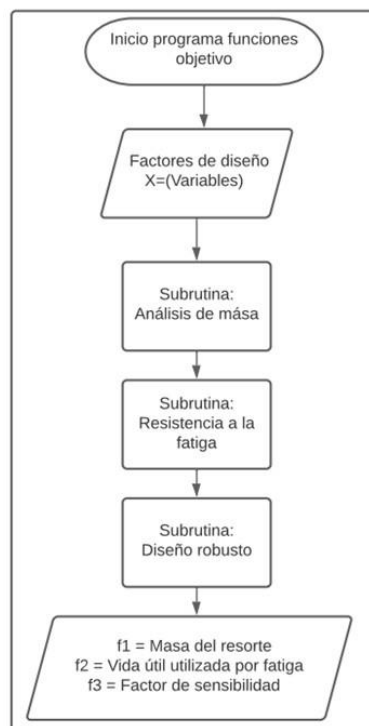 Inicio programa funciones
objetivo
Factores de diseño
X=(Variables)
Subrutina:
Análisis de mása
Subrutina:
Resistencia a la
fatiga
Subrutina:
Diseño robusto
f1 = Masa del resorte
f2 = Vida útil utilizada por fatiga
f3 = Factor de sensibilidad